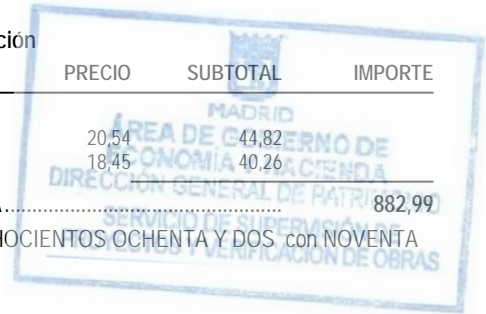 ción
PRECIO SUBTOTAL IMPORTE
MADRID
ÁREA DE GOBIERNO DE
20,54 44,82
ECONOMÍA Y HACIENDA
18,45 40,26
DIRECCIÓN GENERAL DE PATRIMONIO
A.................................................................. 882,99
SERVICIO DE SUPERVISIÓN DE
HOCIENTOS OCHENTA Y DOS con NOVENTA
PROYECTOS Y VERIFICACIÓN DE OBRAS